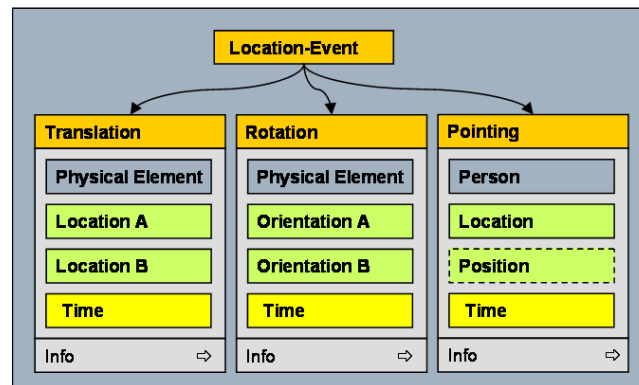 Location-Event
Translation
Physical Element
Location A
Location B
Time
Info ⇨
Rotation
Physical Element
Orientation A
Orientation B
Time
Info ⇨
Pointing
Person
Location
Position
Time
Info ⇨